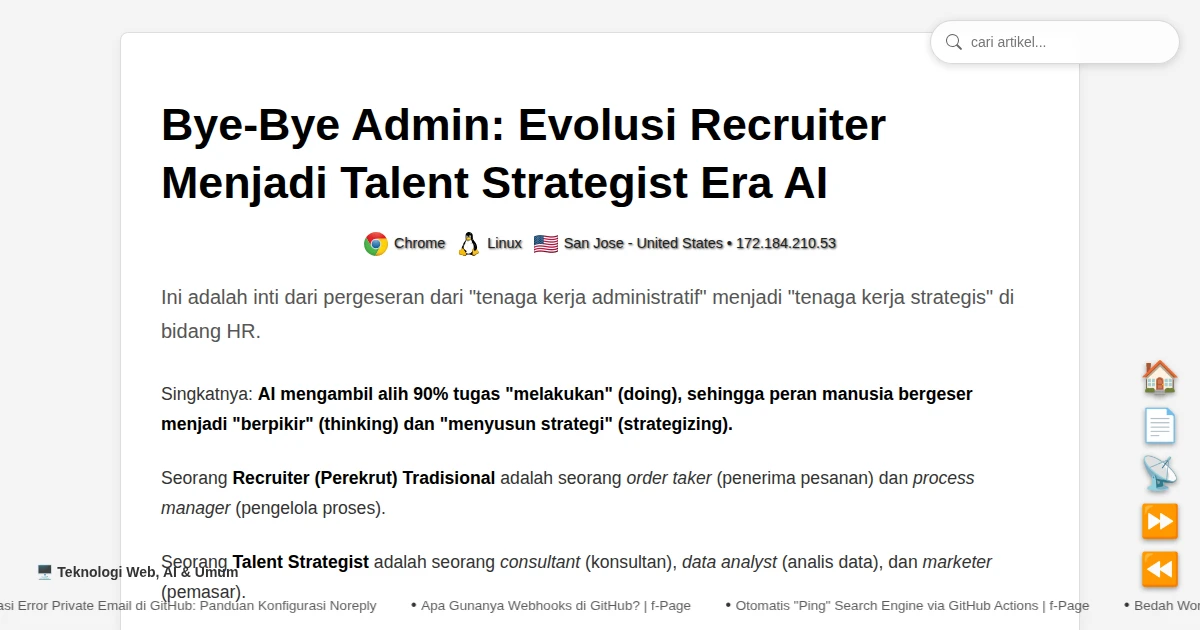 cari artikel...
Bye-Bye Admin: Evolusi Recruiter
Menjadi Talent Strategist Era AI
Chrome Linux San Jose - United States • 172.184.210.53
Ini adalah inti dari pergeseran dari "tenaga kerja administratif" menjadi "tenaga kerja strategis" di
bidang HR.
Singkatnya: AI mengambil alih 90% tugas "melakukan" (doing), sehingga peran manusia bergeser
menjadi "berpikir" (thinking) dan "menyusun strategi" (strategizing).
Seorang Recruiter (Perekrut) Tradisional adalah seorang order taker (penerima pesanan) dan process
manager (pengelola proses).
Seorang Talent Strategist adalah seorang consultant (konsultan), data analyst (analis data), dan marketer
(pemasar).
Teknologi Web, AI & Umum
asi Error Private Email di GitHub: Panduan Konfigurasi Noreply • Apa Gunanya Webhooks di GitHub? | f-Page • Otomatis "Ping" Search Engine via GitHub Actions | f-Page • Bedah Wor